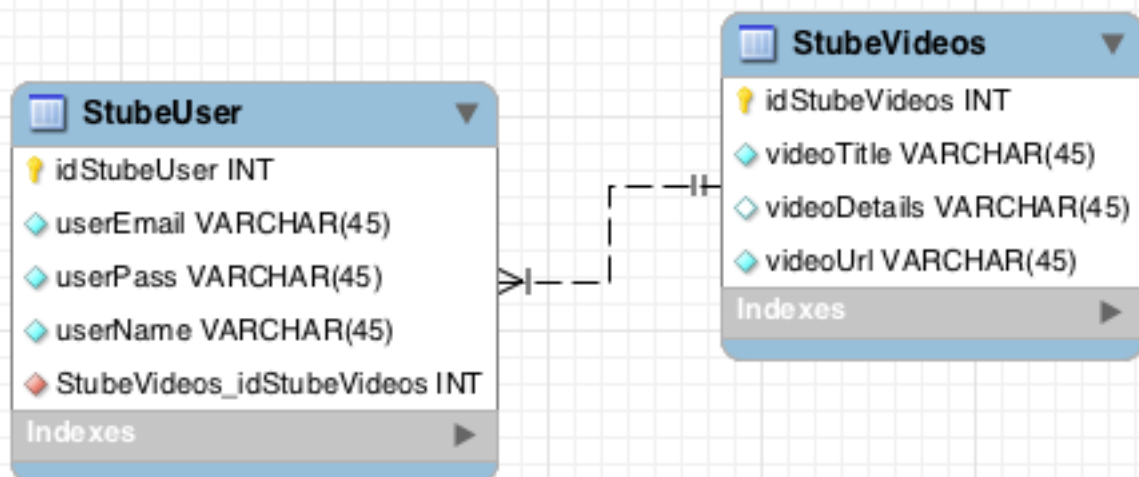 StubeUser
idStubeUser INT
userEmail VARCHAR(45)
userPass VARCHAR(45)
userName VARCHAR(45)
StubeVideos_idStubeVideos INT
Indexes
StubeVideos
idStubeVideos INT
videoTitle VARCHAR(45)
videoDetails VARCHAR(45)
videoUrl VARCHAR(45)
Indexes